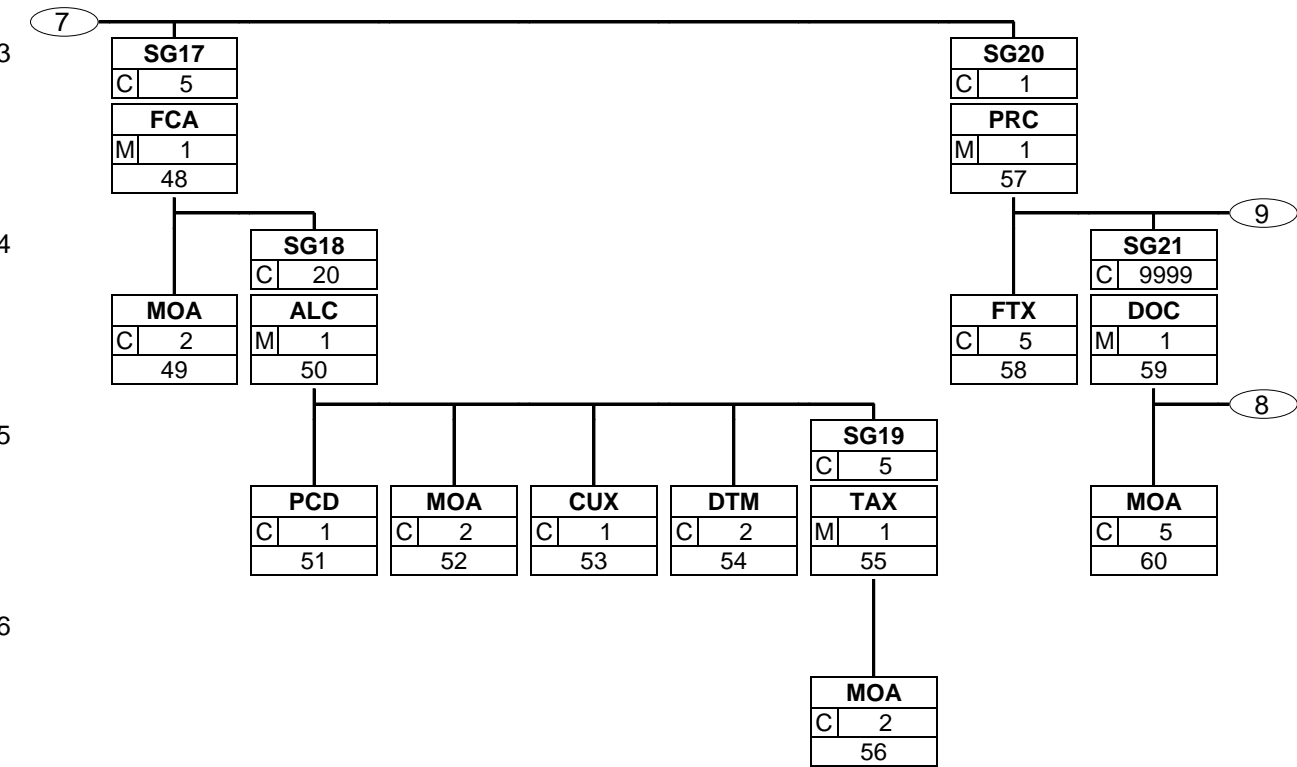 7
3
SG17
SG20
C 5
C 1
FCA
PRC
M 1
M 1
48
57
9
4
SG18
SG21
C 20
C 9999
MOA
ALC
FTX
DOC
C 2
M 1
C 5
M 1
49
50
58
59
8
5
SG19
C 5
PCD
MOA
CUX
DTM
TAX
MOA
C 1
C 2
C 1
C 2
M 1
C 5
51
52
53
54
55
60
6
MOA
C 2
56